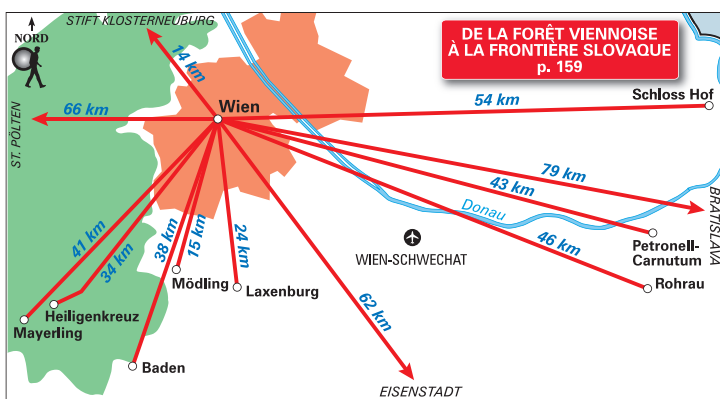 STIFT KLOSTERNEUBURG
NORD
DE LA FORÊT VIENNOISE
À LA FRONTIÈRE SLOVAQUE
p. 159
14 km
66 km
Wien
54 km
Schloss Hof
ST. PÖLTEN
79 km
43 km
BRATISLAVA
Donau
46 km
41 km
34 km
38 km
15 km
24 km
WIEN-SCHWECHAT
Petronell-
Carnutum
Mödling
Laxenburg
Rohrau
62 km
Heiligenkreuz
Mayerling
Baden
EISENSTADT